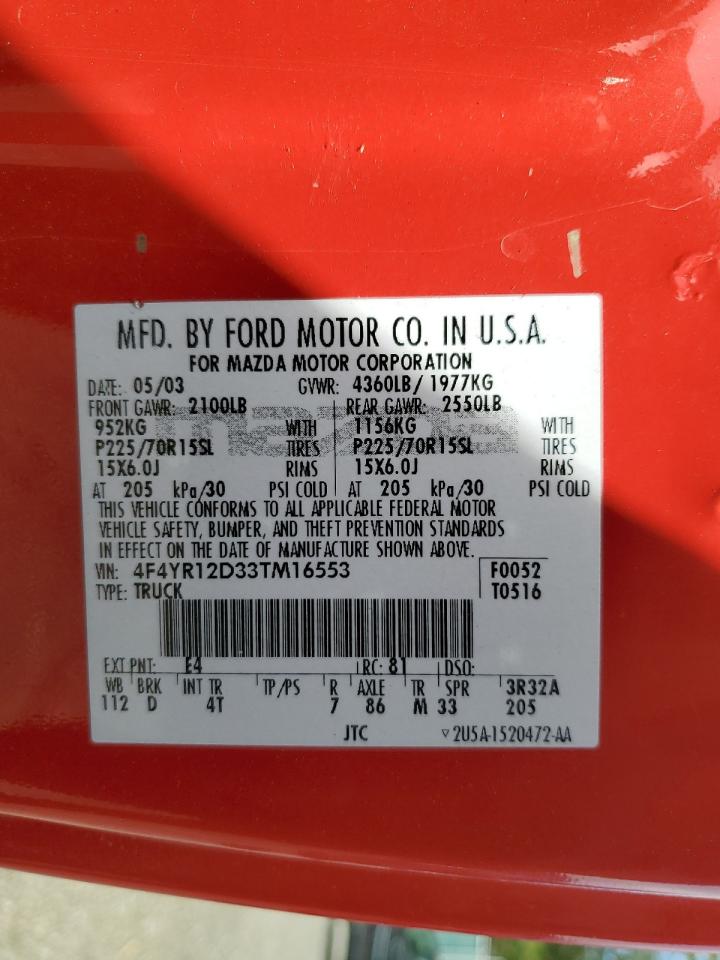 MFD. BY FORD MOTOR CO. IN U.S.A.
FOR MAZDA MOTOR CORPORATION
DATE: 05/03 GVWR: 4360LB/ 1977KG
FRONT GAWR: 2100LB REAR GAWR: 2550LB
mazda
952KG WITH 1156KG WITH
P225/70R15SL TIRES P225/70R15SL TIRES
15X6.0J RIMS 15X6.0J RIMS
AT 205 kPa/30 PSI COLD AT 205 kPa/30 PSI COLD
THIS VEHICLE CONFORMS TO ALL APPLICABLE FEDERAL MOTOR
VEHICLE SAFETY, BUMPER, AND THEFT PREVENTION STANDARDS
IN EFFECT ON THE DATE OF MANUFACTURE SHOWN ABOVE.
VIN: 4F4YR12D33TM16553 F0052
TYPE: TRUCK T0516
EXT PNT: E4 RC: 81 DSO:
WB BRK INT TR TP/PS R AXLE TR SPR 3R32A
112 D 4T 7 86 M 33 205
JTC ▽2U5A-1520472-AA